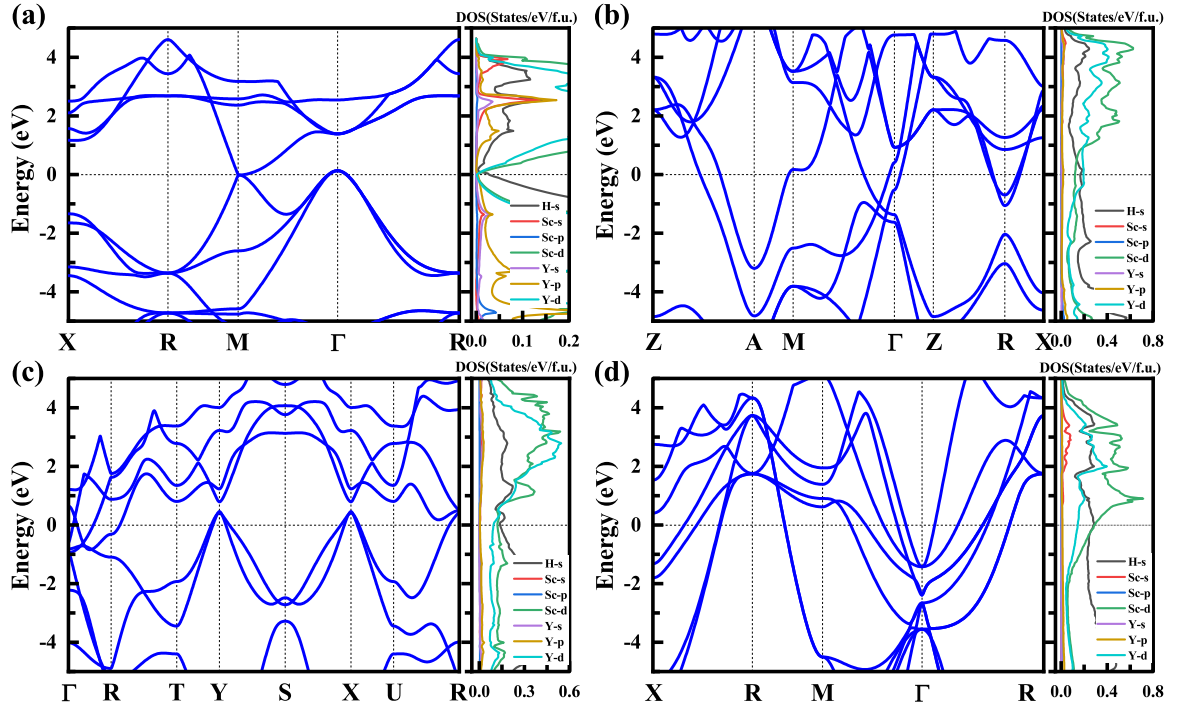 (a)
DOS(States/eV/f.u.)
Energy (eV)
4
2
0
-2
-4
X R M Γ R
H-s
Sc-s
Sc-p
Sc-d
Y-s
Y-p
Y-d
0.0 0.1 0.2
(b)
DOS(States/eV/f.u.)
Energy (eV)
4
2
0
-2
-4
Z A M Γ Z R X
H-s
Sc-s
Sc-p
Sc-d
Y-s
Y-p
Y-d
0.0 0.4 0.8
(c)
DOS(States/eV/f.u.)
Energy (eV)
4
2
0
-2
-4
Γ R T Y S X U R
H-s
Sc-s
Sc-p
Sc-d
Y-s
Y-p
Y-d
0.0 0.3 0.6
(d)
DOS(States/eV/f.u.)
Energy (eV)
4
2
0
-2
-4
X R M Γ R
H-s
Sc-s
Sc-p
Sc-d
Y-s
Y-p
Y-d
0.0 0.4 0.8